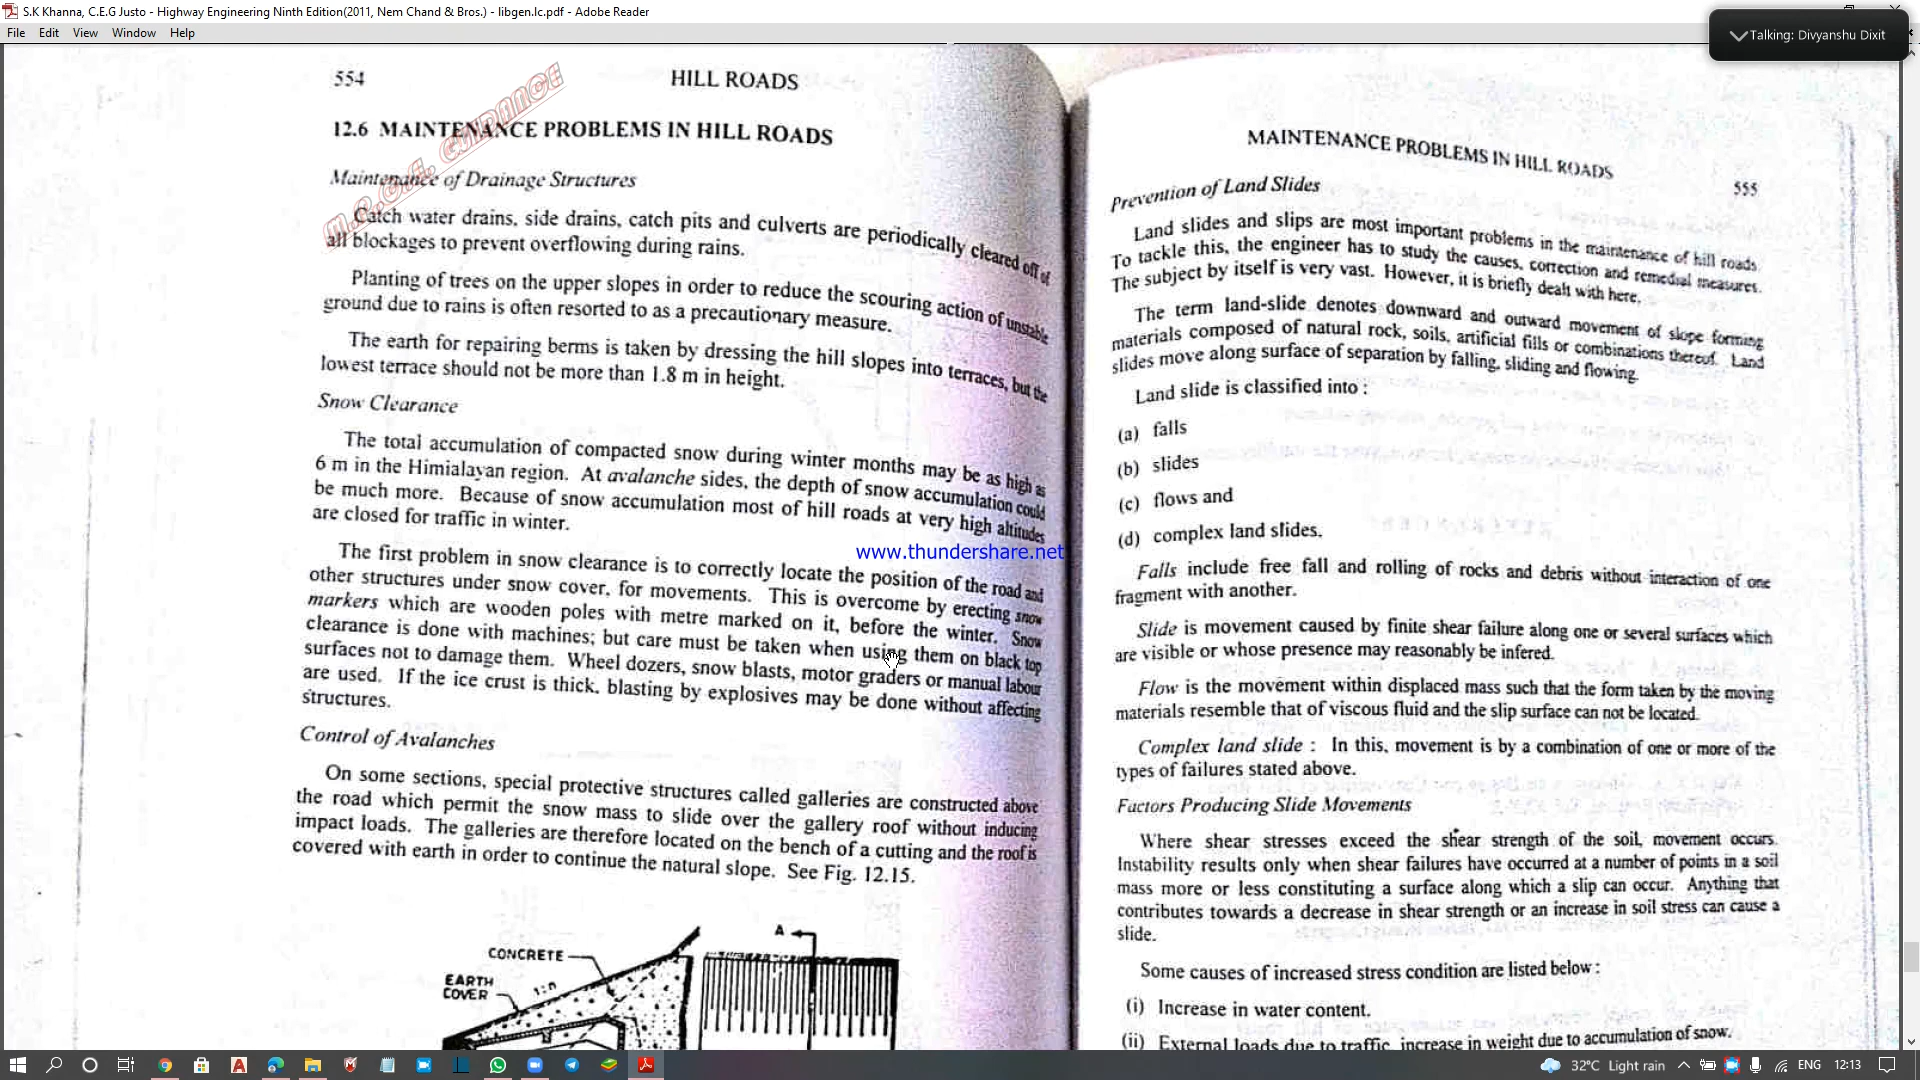 S.K Khanna, C.E.G Justo - Highway Engineering Ninth Edition(2011, Nem Chand & Bros.) - libgen.lc.pdf - Adobe Reader
File Edit View Window Help
Talking: Divyanshu Dixit
554 HILL ROADS
M.R.C.E. GUIDANCE
12.6 MAINTENANCE PROBLEMS IN HILL ROADS
Maintenance of Drainage Structures
Catch water drains, side drains, catch pits and culverts are periodically cleared off of
all blockages to prevent overflowing during rains.
Planting of trees on the upper slopes in order to reduce the scouring action of unstable
ground due to rains is often resorted to as a precautionary measure.
The earth for repairing berms is taken by dressing the hill slopes into terraces, but the
lowest terrace should not be more than 1.8 m in height.
Snow Clearance
The total accumulation of compacted snow during winter months may be as high as
6 m in the Himialayan region. At avalanche sides, the depth of snow accumulation could
be much more. Because of snow accumulation most of hill roads at very high altitudes
are closed for traffic in winter.
www.thundershare.net
The first problem in snow clearance is to correctly locate the position of the road and
other structures under snow cover, for movements. This is overcome by erecting snow
markers which are wooden poles with metre marked on it, before the winter. Snow
clearance is done with machines; but care must be taken when using them on black top
surfaces not to damage them. Wheel dozers, snow blasts, motor graders or manual labour
are used. If the ice crust is thick, blasting by explosives may be done without affecting
structures.
Control of Avalanches
On some sections, special protective structures called galleries are constructed above
the road which permit the snow mass to slide over the gallery roof without inducing
impact loads. The galleries are therefore located on the bench of a cutting and the roof is
covered with earth in order to continue the natural slope. See Fig. 12.15.
A
CONCRETE
EARTH
COVER
1:n
MAINTENANCE PROBLEMS IN HILL ROADS
555
Prevention of Land Slides
Land slides and slips are most important problems in the maintenance of hill roads.
To tackle this, the engineer has to study the causes, correction and remedial measures.
The subject by itself is very vast. However, it is briefly dealt with here.
The term land-slide denotes downward and outward movement of slope forming
materials composed of natural rock, soils, artificial fills or combinations thereof. Land
slides move along surface of separation by falling, sliding and flowing.
Land slide is classified into :
(a) falls
(b) slides
(c) flows and
(d) complex land slides.
Falls include free fall and rolling of rocks and debris without interaction of one
fragment with another.
Slide is movement caused by finite shear failure along one or several surfaces which
are visible or whose presence may reasonably be infered.
Flow is the movement within displaced mass such that the form taken by the moving
materials resemble that of viscous fluid and the slip surface can not be located.
Complex land slide : In this, movement is by a combination of one or more of the
types of failures stated above.
Factors Producing Slide Movements
Where shear stresses exceed the shear strength of the soil, movement occurs.
Instability results only when shear failures have occurred at a number of points in a soil
mass more or less constituting a surface along which a slip can occur. Anything that
contributes towards a decrease in shear strength or an increase in soil stress can cause a
slide.
Some causes of increased stress condition are listed below :
(i) Increase in water content.
(ii) External loads due to traffic, increase in weight due to accumulation of snow.
32°C Light rain ENG 12:13